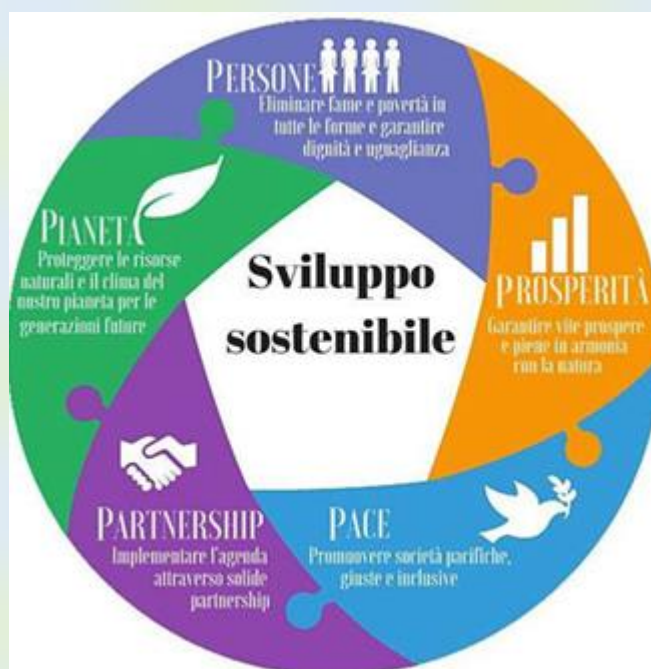 PERSONE
Eliminare fame e povertà in
tutte le forme e garantire
dignità e uguaglianza
PIANETA
Proteggere le risorse
naturali e il clima del
nostro pianeta per le
generazioni future
Sviluppo
sostenibile
PROSPERITÀ
Garantire vite prospere
e piene in armonia
con la natura
PARTNERSHIP
Implementare l'agenda
attraverso solide
partnership
PACE
Promuovere società pacifiche,
giuste e inclusive